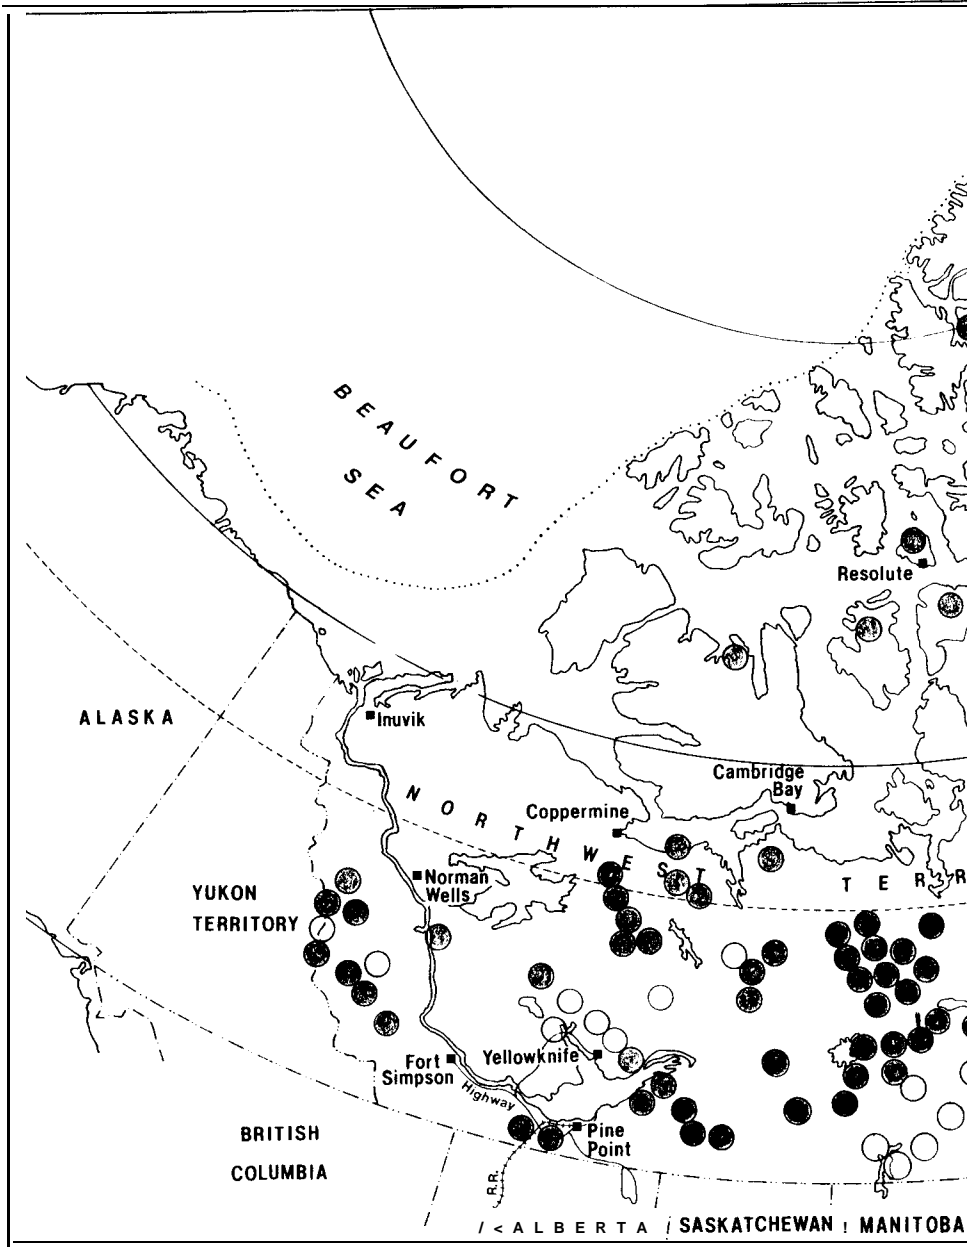 BEAUFORT
SEA
Resolute
ALASKA
Inuvik
Cambridge
Bay
NORTHWEST TERR
Coppermine
Norman
Wells
YUKON
TERRITORY
Yellowknife
Fort
Simpson
Highway
Pine
Point
BRITISH
COLUMBIA
R.R.
ALBERTA
SASKATCHEWAN
MANITOBA